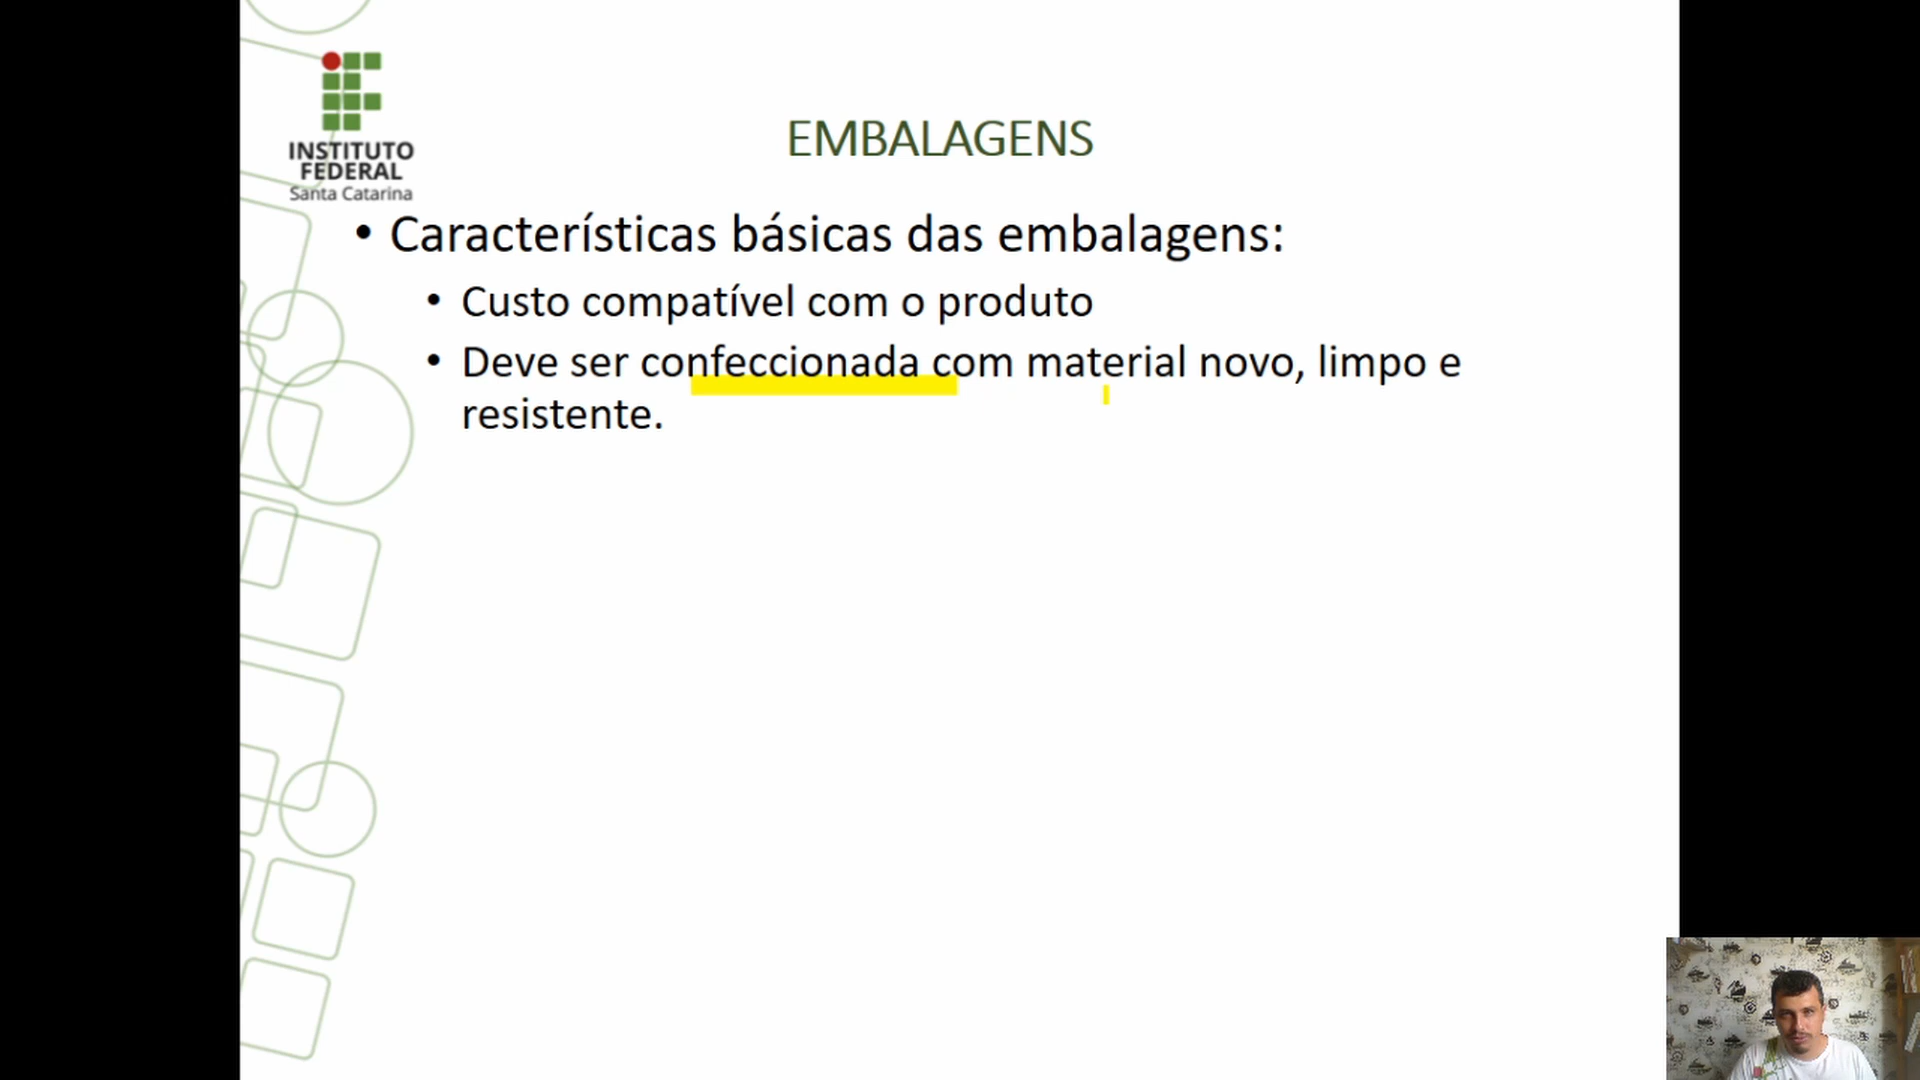 INSTITUTO
FEDERAL
Santa Catarina
EMBALAGENS
• Características básicas das embalagens:
• Custo compatível com o produto
• Deve ser confeccionada com material novo, limpo e
resistente.